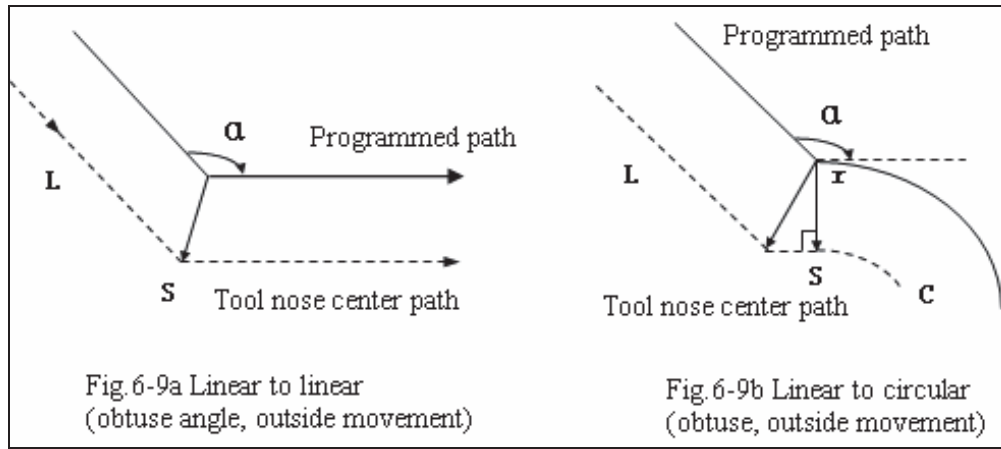 α
Programmed path
L
S
Tool nose center path
Fig.6-9a Linear to linear
(obtuse angle, outside movement)
Programmed path
α
L
r
S
C
Tool nose center path
Fig.6-9b Linear to circular
(obtuse, outside movement)